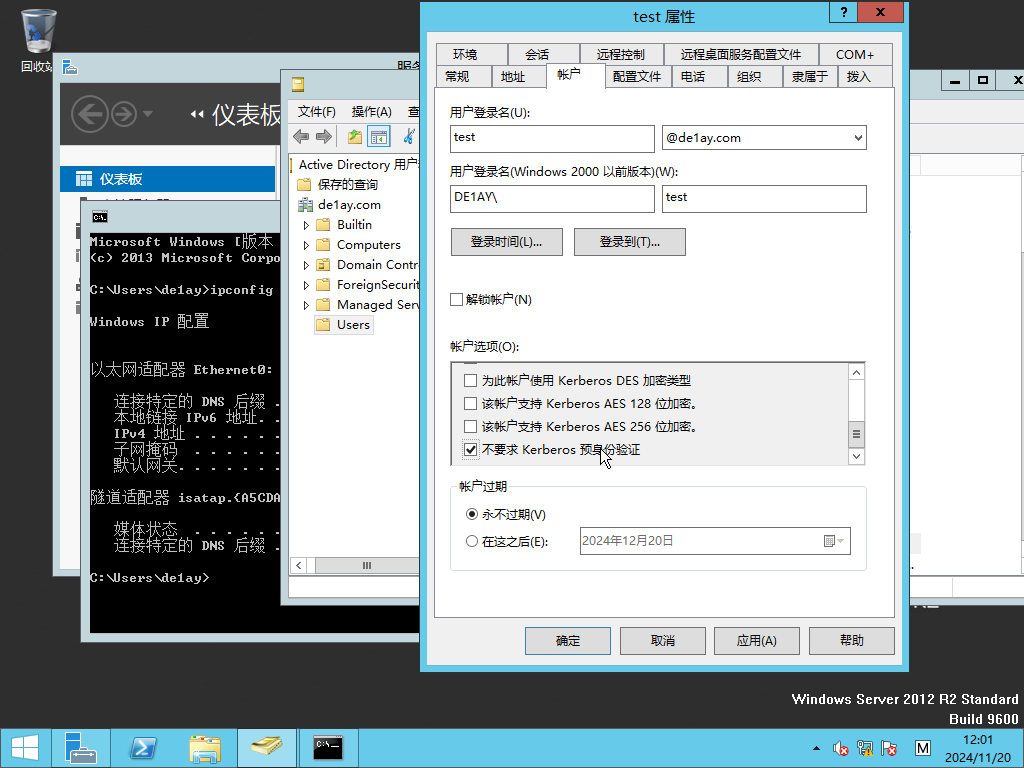 回收站
服务
仪表板
仪表板
Microsoft Windows [版本
(c) 2013 Microsoft Corpo
C:\Users\de1ay>ipconfig
Windows IP 配置
以太网适配器 Ethernet0:
连接特定的 DNS 后缀 .
本地链接 IPv6 地址. .
IPv4 地址 . . . . . .
子网掩码 . . . . . .
默认网关. . . . . . .
隧道适配器 isatap.{A5CDA
媒体状态 . . . . . .
连接特定的 DNS 后缀 .
C:\Users\de1ay>
文件(F) 操作(A) 查
Active Directory 用户
保存的查询
de1ay.com
Builtin
Computers
Domain Contr
ForeignSecurit
Managed Serv
Users
test 属性
环境 会话 远程控制 远程桌面服务配置文件 COM+
常规 地址 帐户 配置文件 电话 组织 隶属于 拨入
用户登录名(U):
test @de1ay.com
用户登录名(Windows 2000 以前版本)(W):
DE1AY\ test
登录时间(L)... 登录到(T)...
解锁帐户(N)
帐户选项(O):
为此帐户使用 Kerberos DES 加密类型
该帐户支持 Kerberos AES 128 位加密。
该帐户支持 Kerberos AES 256 位加密。
不要求 Kerberos 预身份验证
帐户过期
永不过期(V)
在这之后(E): 2024年12月20日
确定 取消 应用(A) 帮助
Windows Server 2012 R2 Standard
Build 9600
M
12:01
2024/11/20